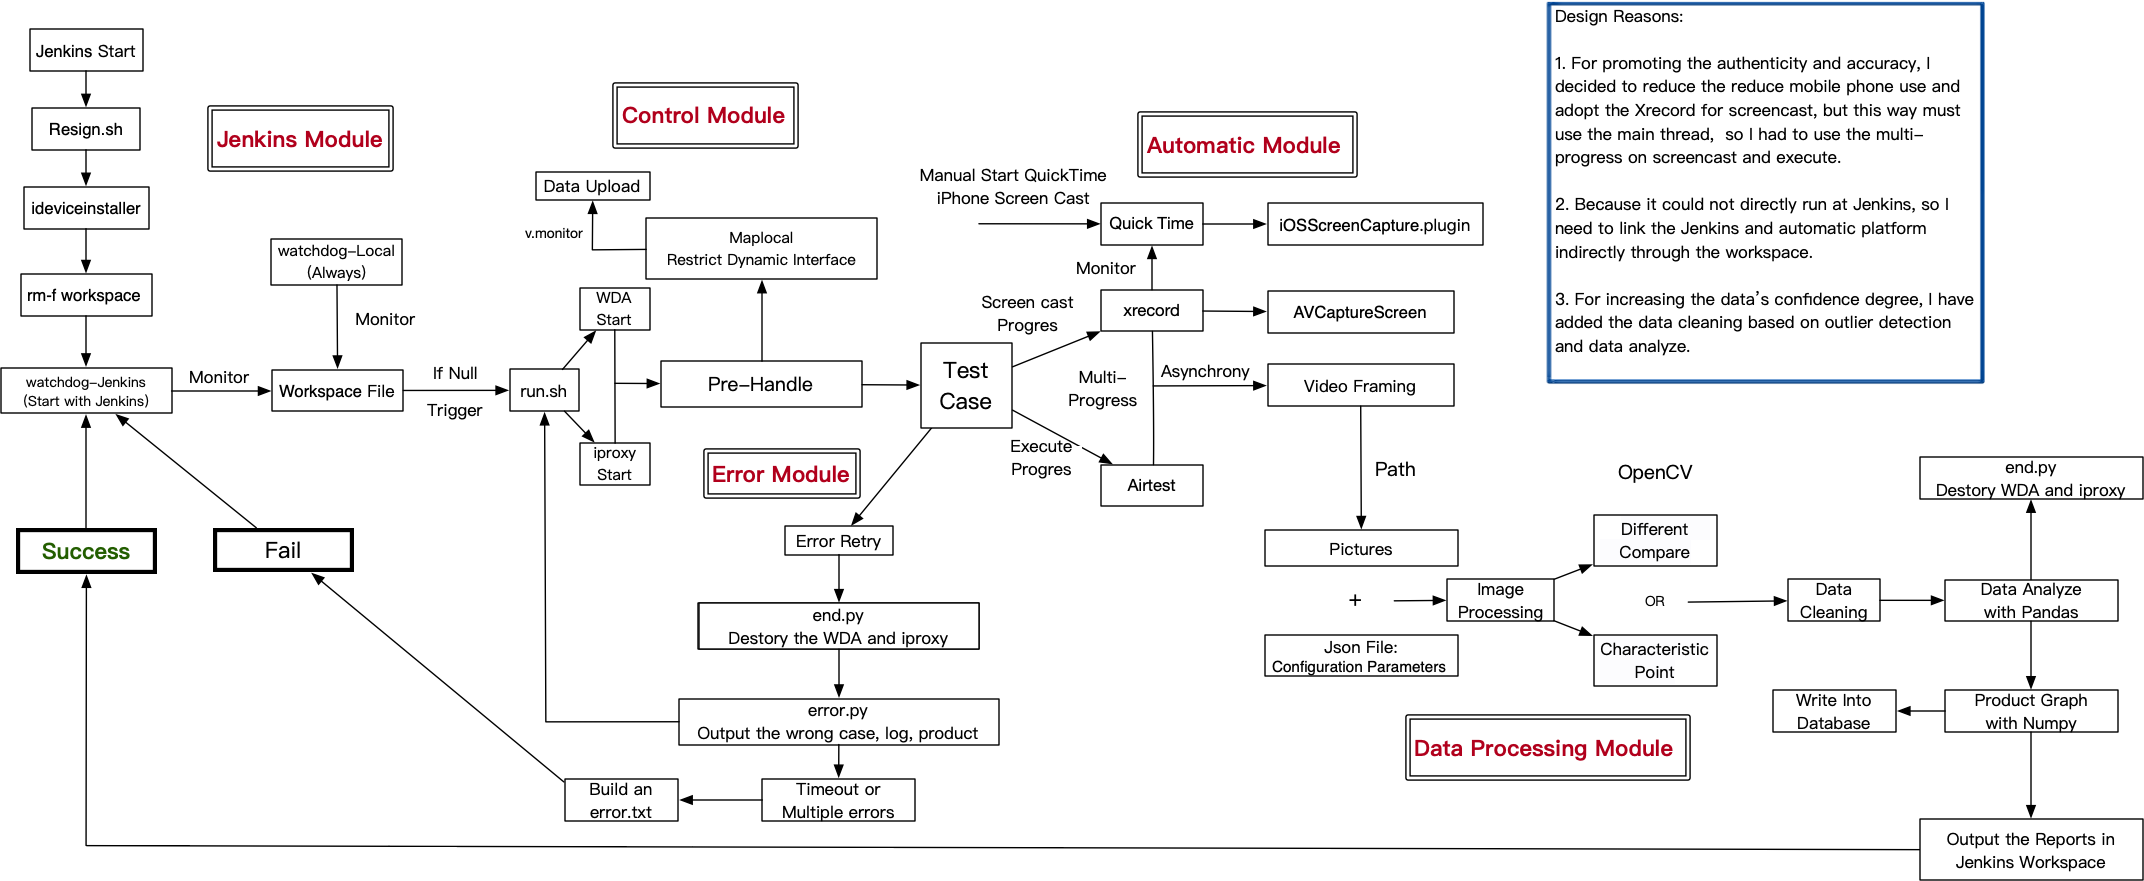 Jenkins Start
Resign.sh
ideviceinstaller
rm-f workspace
watchdog-Jenkins
(Start with Jenkins)
Success
Fail
Jenkins Module
watchdog-Local
(Always)
Monitor
Monitor
Workspace File
If Null
Trigger
Control Module
Data Upload
v.monitor
Maplocal
Restrict Dynamic Interface
WDA
Start
run.sh
iproxy
Start
Pre-Handle
Test
Case
Error Module
Error Retry
end.py
Destory the WDA and iproxy
error.py
Output the wrong case, log, product
Timeout or
Multiple errors
Build an
error.txt
Automatic Module
Manual Start QuickTime
iPhone Screen Cast
Quick Time
iOSScreenCapture.plugin
Monitor
Screen cast
Progres
xrecord
AVCaptureScreen
Multi-
Progress
Asynchrony
Video Framing
Execute
Progres
Airtest
Path
Pictures
+
Json File:
Configuration Parameters
Image
Processing
OpenCV
Different
Compare
OR
Characteristic
Point
Data
Cleaning
Data Analyze
with Pandas
end.py
Destory WDA and iproxy
Product Graph
with Numpy
Write Into
Database
Data Processing Module
Output the Reports in
Jenkins Workspace
Design Reasons:
1. For promoting the authenticity and accuracy, I
decided to reduce the reduce mobile phone use and
adopt the Xrecord for screencast, but this way must
use the main thread,  so I had to use the multi-
progress on screencast and execute.
2. Because it could not directly run at Jenkins, so I
need to link the Jenkins and automatic platform
indirectly through the workspace.
3. For increasing the data's confidence degree, I have
added the data cleaning based on outlier detection
and data analyze.